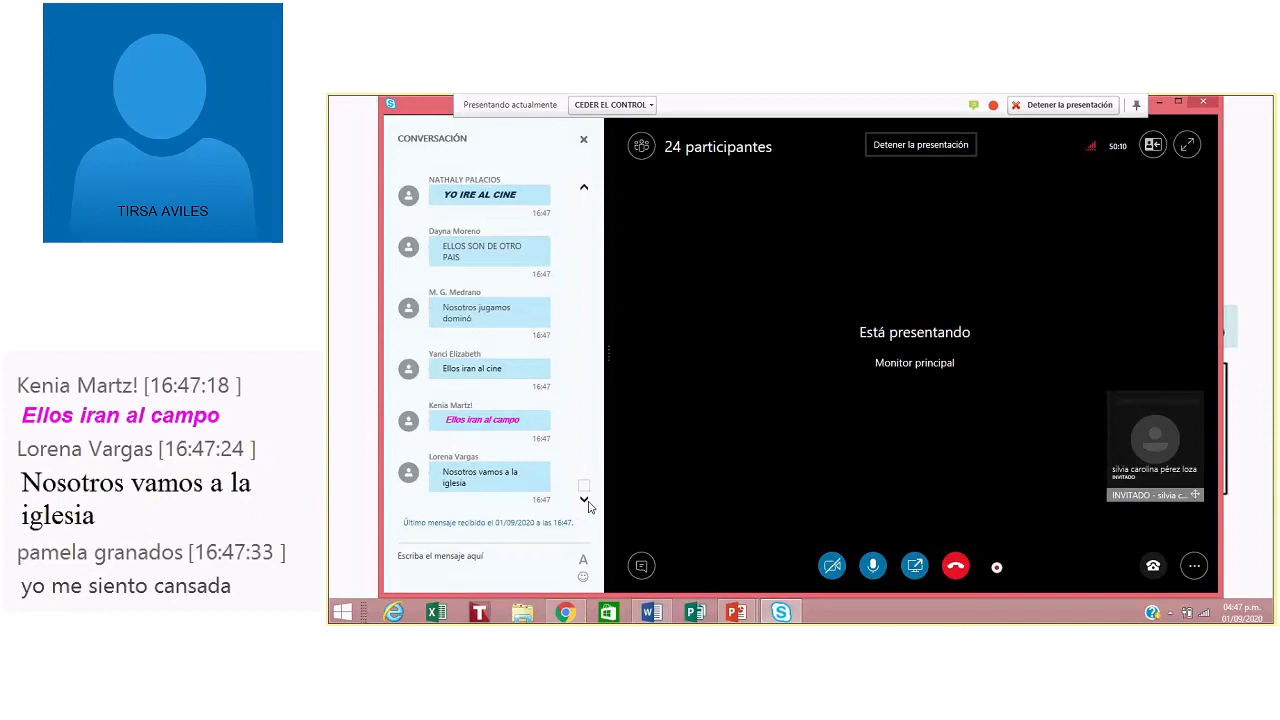 TIRSA AVILES
Kenia Martz! [16:47:18 ]
Ellos iran al campo
Lorena Vargas [16:47:24 ]
Nosotros vamos a la
iglesia
pamela granados [16:47:33 ]
yo me siento cansada
Presentando actualmente
CEDER EL CONTROL
Detener la presentación
CONVERSACIÓN
NATHALY PALACIOS
YO IRE AL CINE
16:47
Dayna Moreno
ELLOS SON DE OTRO
PAIS
16:47
M. G. Medrano
Nosotros jugamos
dominó
16:47
Yanci Elizabeth
Ellos iran al cine
16:47
Kenia Martz!
Ellos iran al campo
16:47
Lorena Vargas
Nosotros vamos a la
iglesia
16:47
Último mensaje recibido el 01/09/2020 a las 16:47.
Escriba el mensaje aquí
A
24 participantes
Detener la presentación
50:10
Está presentando
Monitor principal
silvia carolina pérez loza
INVITADO
INVITADO - silvia c...
04:47 p.m.
01/09/2020